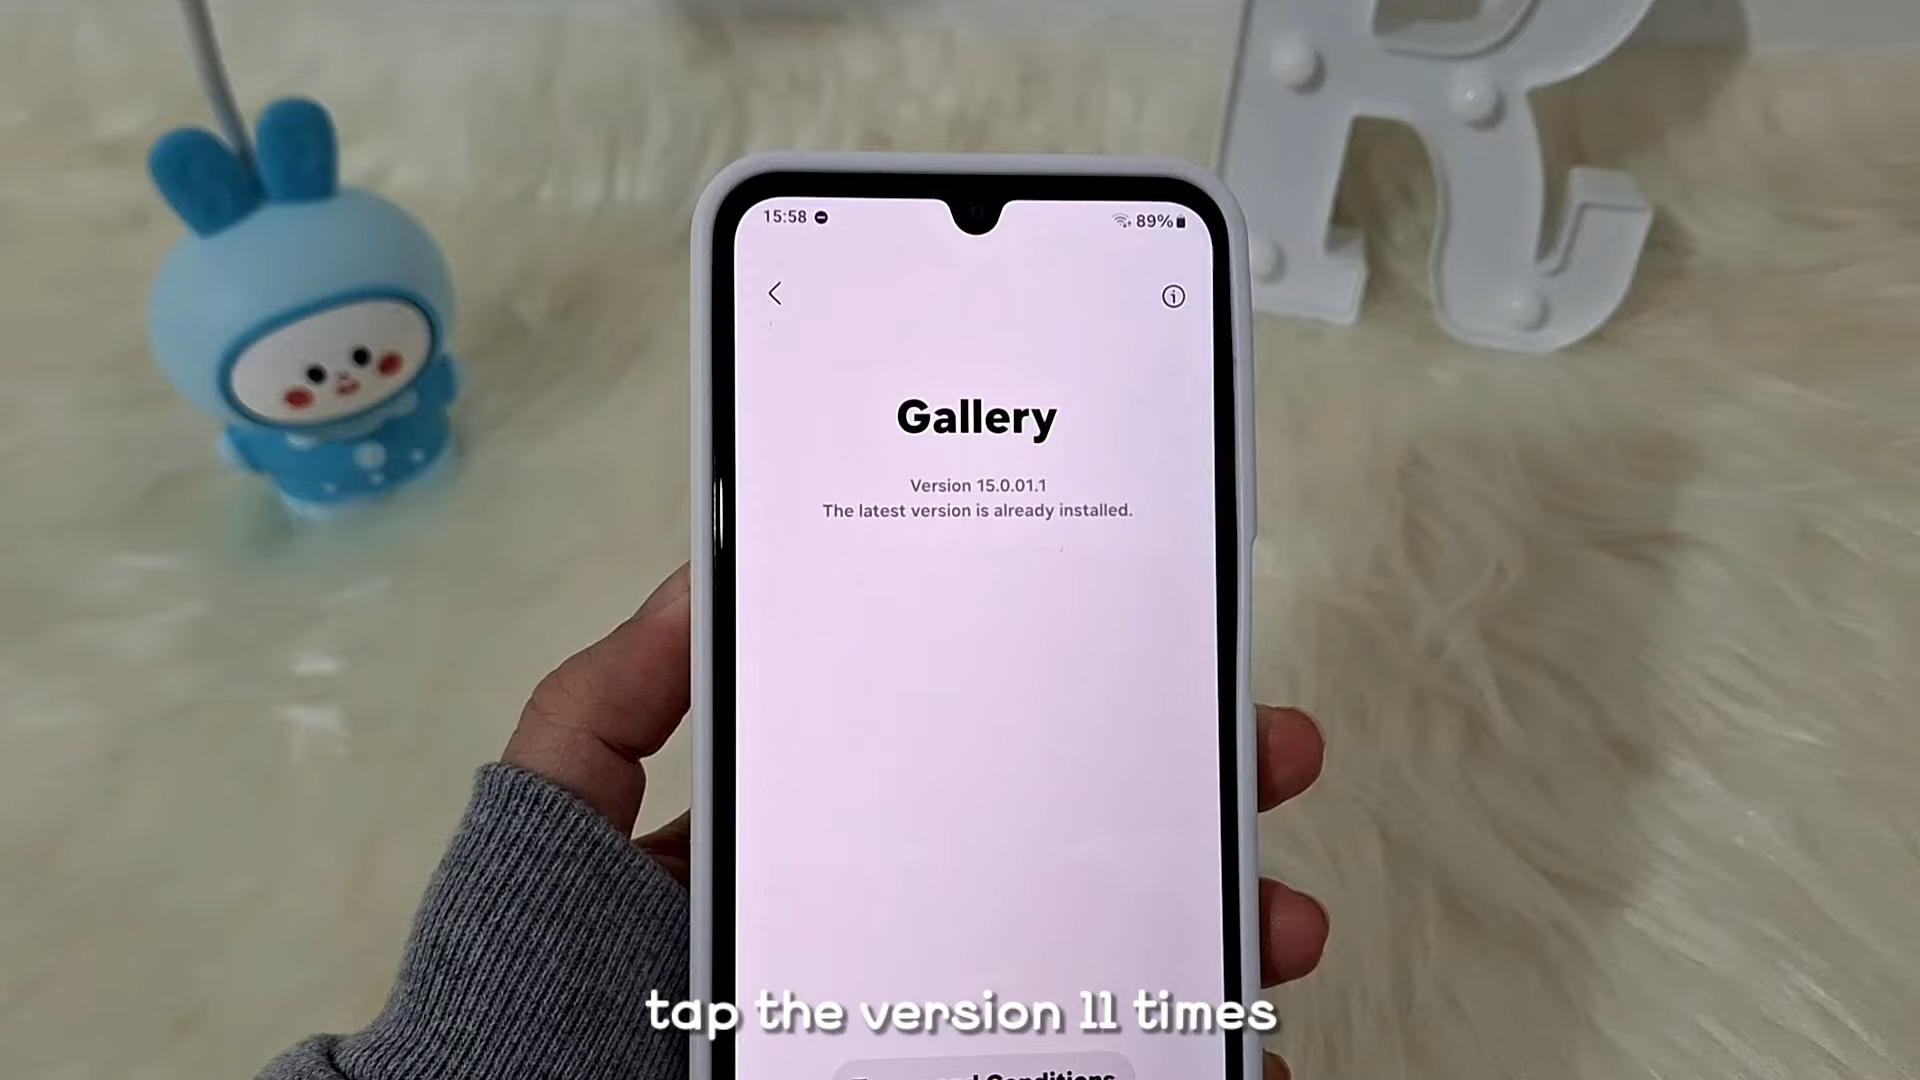 15:58
89%
Gallery
Version 15.0.01.1
The latest version is already installed.
tap the version 11 times
Conditions
R